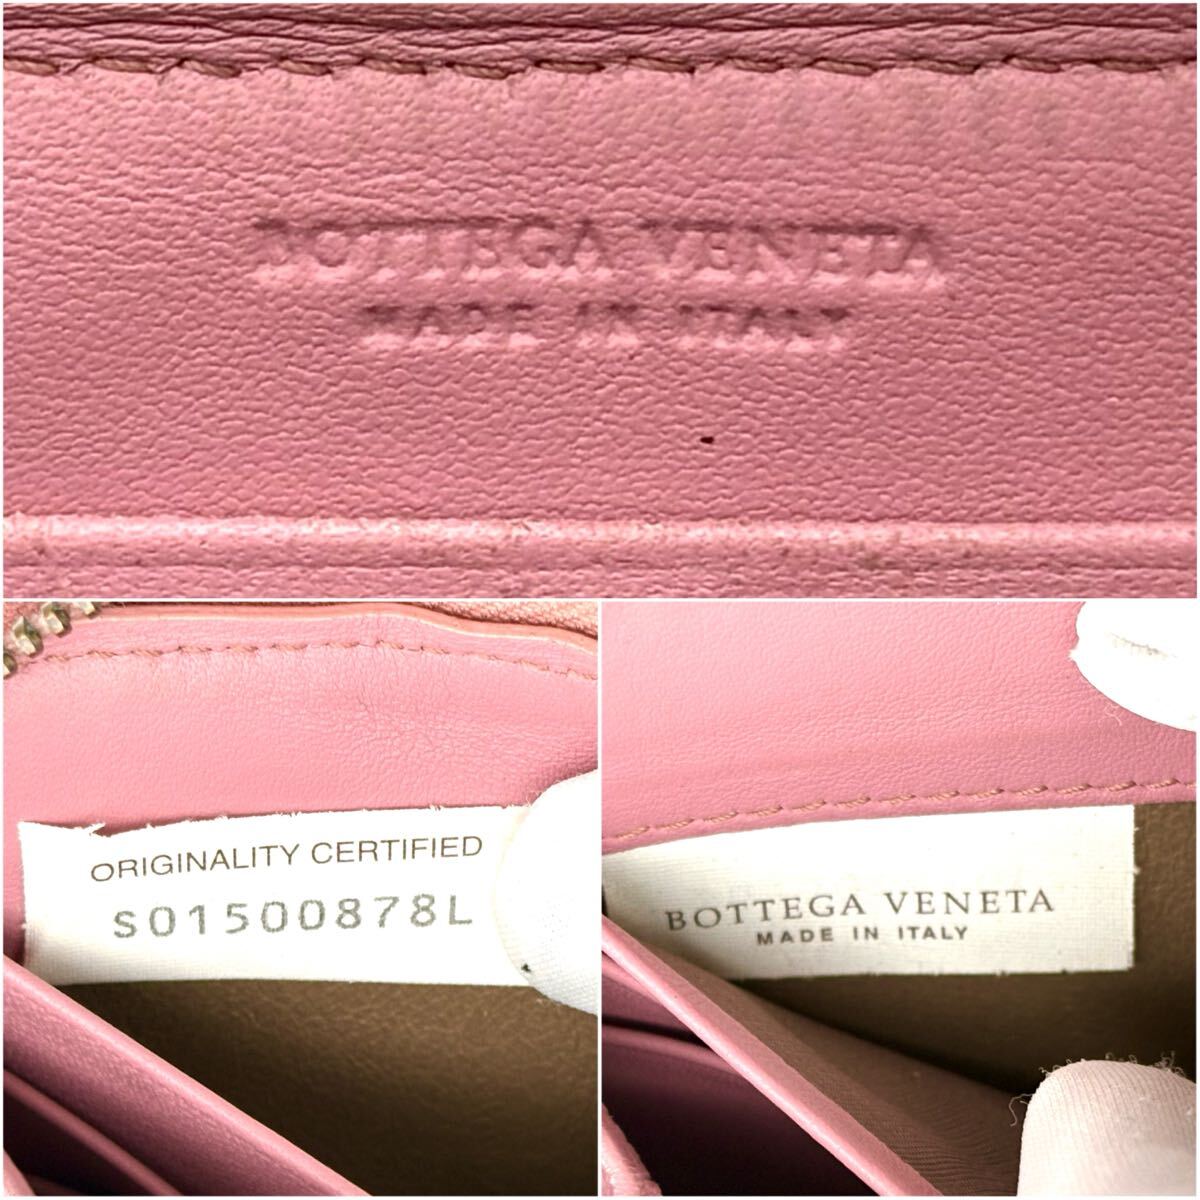 BOTTEGA VENETA
MADE IN ITALY
ORIGINALITY CERTIFIED
S01500878L
BOTTEGA VENETA
MADE IN ITALY